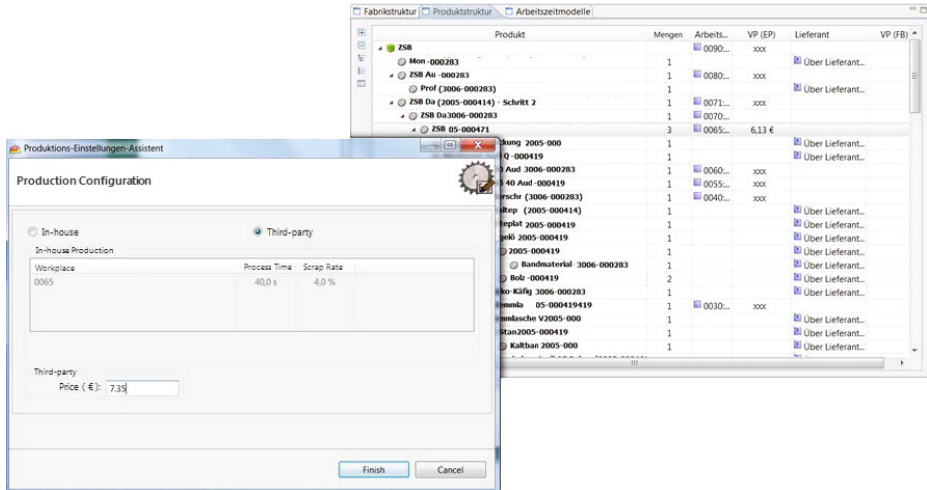 Fabrikstruktur Produktstruktur Arbeitszeitmodelle
Produkt Mengen Arbeits... VP (EP) Lieferant VP (FB)
ZSB 0090:... xxx
Mon -000283 1 Über Lieferant...
ZSB Au -000283 1 0080:... xxx
Prof (3006-000283) 1 Über Lieferant...
ZSB Da (2005-000414) - Schritt 2 1 0071:... xxx
ZSB Da3006-000283 1 0070:...
ZSB 05-000471 3 0065:... 6,13 €
ckung 2005-000 1 Über Lieferant...
Q -000419 1 Über Lieferant...
Aud 3006-000283 1 0060:... xxx
40 Aud -000419 1 0055:... xxx
erschr (3006-000283) 1 0040:... xxx
ltep (2005-000414) 1 Über Lieferant...
teplat 2005-000419 1 Über Lieferant...
gelö 2005-000419 1 Über Lieferant...
2005-000419 1 Über Lieferant...
Bandmaterial 3006-000283 1 Über Lieferant...
Bolz -000419 2 Über Lieferant...
ko-Käfig 3006-000283 1 Über Lieferant...
emmla 05-000419419 1 0030:... xxx
mmlasche V2005-000 1 Über Lieferant...
Stan2005-000419 1 Über Lieferant...
Kaltban 2005-000 1 Über Lieferant...
Produktions-Einstellungen-Assistent
Production Configuration
In-house Third-party
In-house Production
Workplace Process Time Scrap Rate
0065 40,0 s 4,0 %
Third-party
Price ( € ): 7.35
Finish Cancel